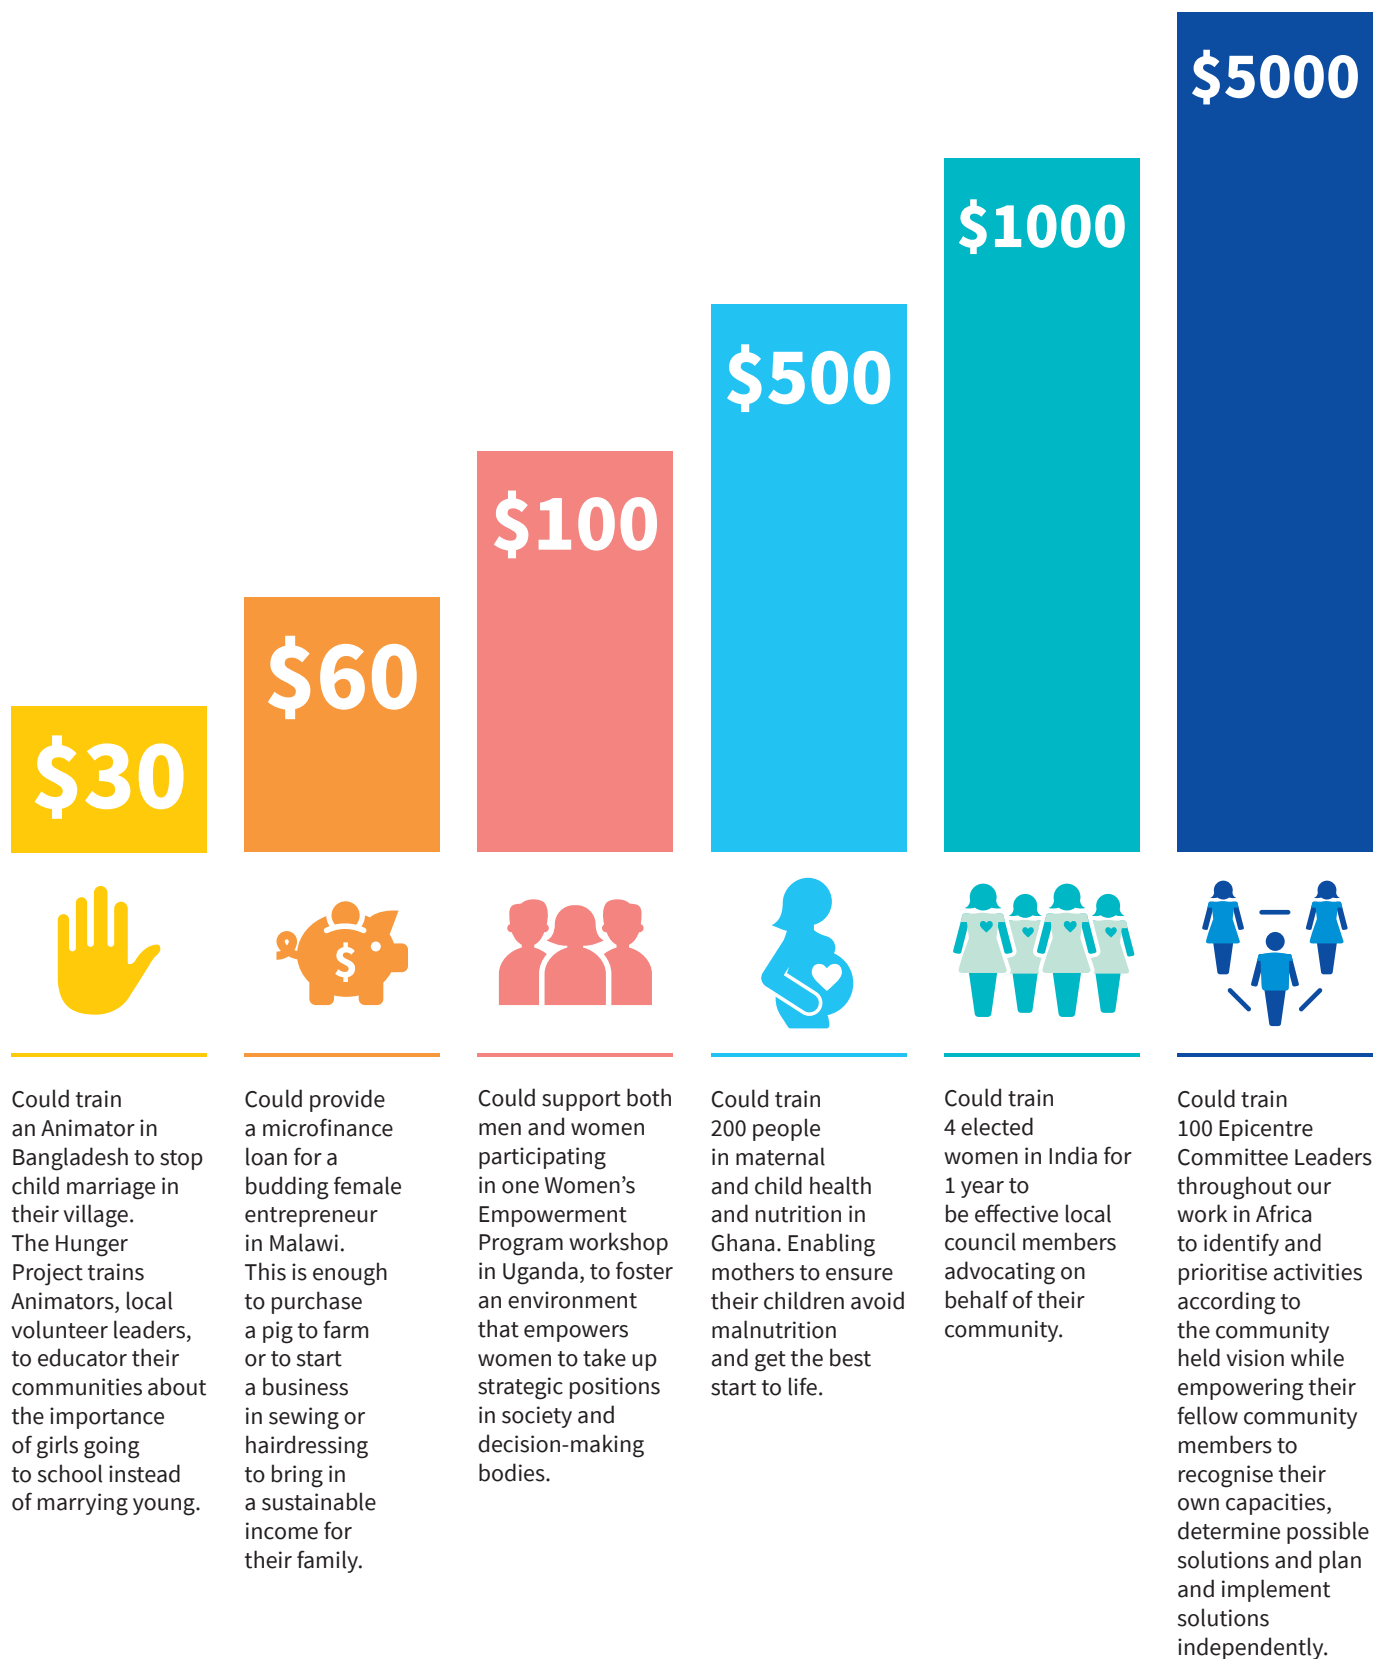 $30
Could train
an Animator in
Bangladesh to stop
child marriage in
their village.
The Hunger
Project trains
Animators, local
volunteer leaders,
to educator their
communities about
the importance
of girls going
to school instead
of marrying young.
$60
$
Could provide
a microfinance
loan for a
budding female
entrepreneur
in Malawi.
This is enough
to purchase
a pig to farm
or to start
a business
in sewing or
hairdressing
to bring in
a sustainable
income for
their family.
$100
Could support both
men and women
participating
in one Women’s
Empowerment
Program workshop
in Uganda, to foster
an environment
that empowers
women to take up
strategic positions
in society and
decision-making
bodies.
$500
Could train
200 people
in maternal
and child health
and nutrition in
Ghana. Enabling
mothers to ensure
their children avoid
malnutrition
and get the best
start to life.
$1000
Could train
4 elected
women in India for
1 year to
be effective local
council members
advocating on
behalf of their
community.
$5000
Could train
100 Epicentre
Committee Leaders
throughout our
work in Africa
to identify and
prioritise activities
according to
the community
held vision while
empowering their
fellow community
members to
recognise their
own capacities,
determine possible
solutions and plan
and implement
solutions
independently.